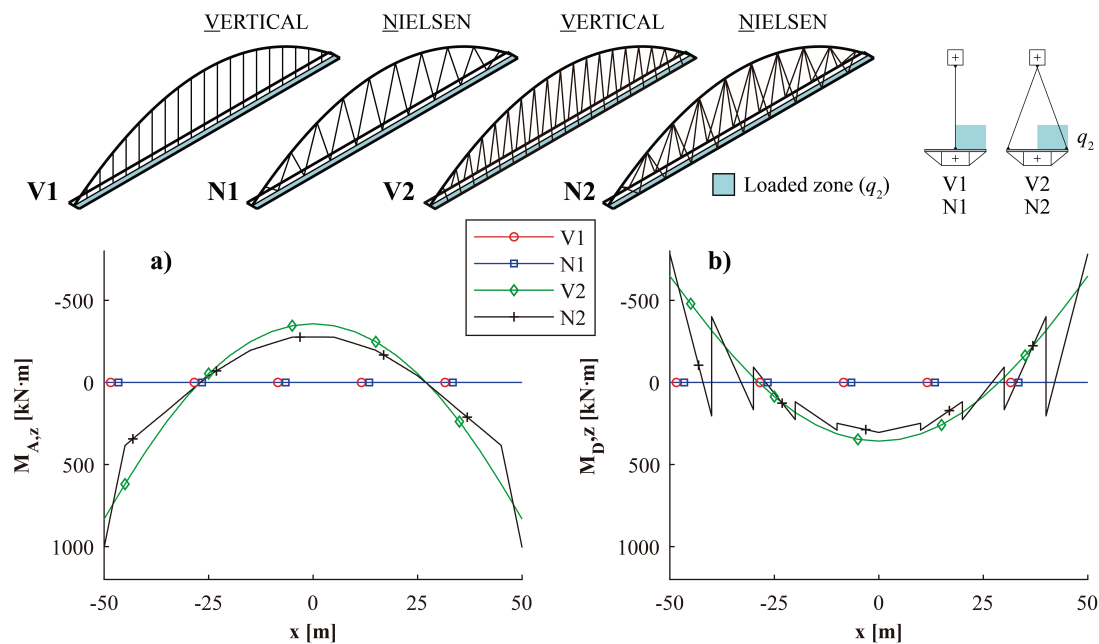 VERTICAL NIELSEN VERTICAL NIELSEN
V1 N1 V2 N2
Loaded zone (q2)
q2
V1 V2
N1 N2
V1
N1
V2
N2
a)
-500
0
500
1000
MA,z [kN·m]
-50 -25 0 25 50
x [m]
b)
-500
0
500
1000
MD,z [kN·m]
-50 -25 0 25 50
x [m]